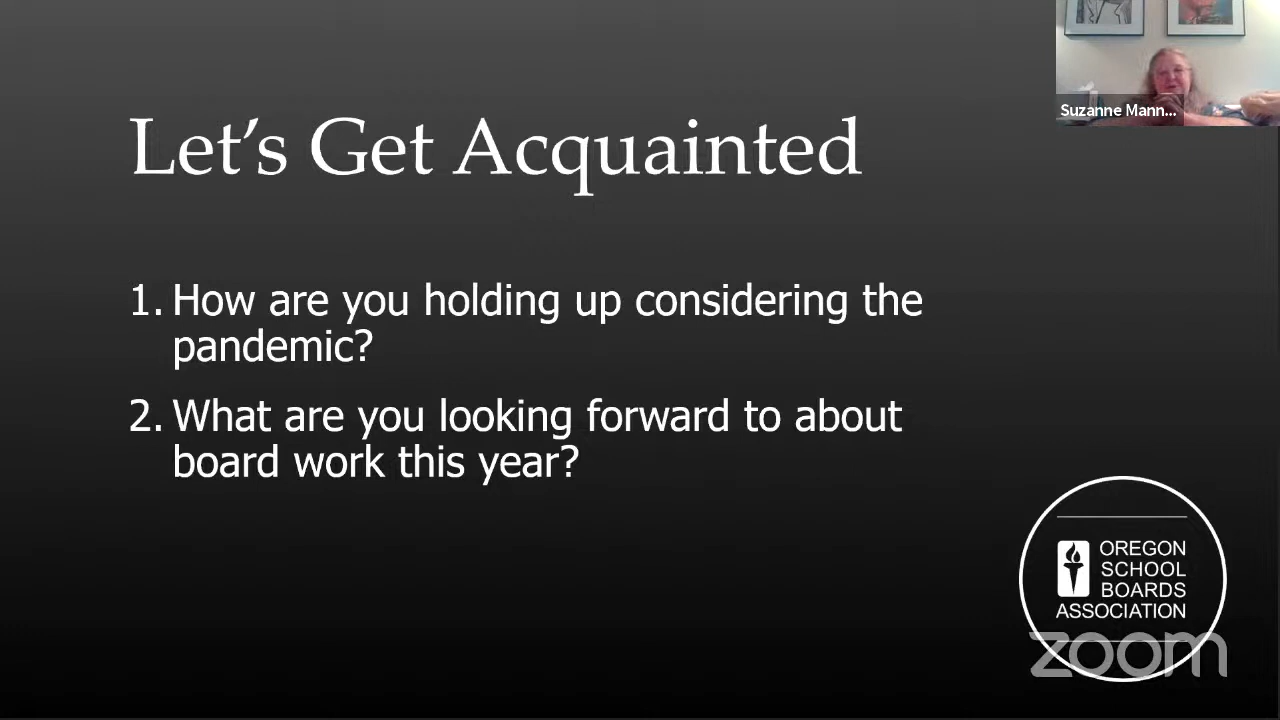 Suzanne Mann...
Let's Get Acquainted
1. How are you holding up considering the
pandemic?
2. What are you looking forward to about
board work this year?
OREGON
SCHOOL
BOARDS
ASSOCIATION
zoom